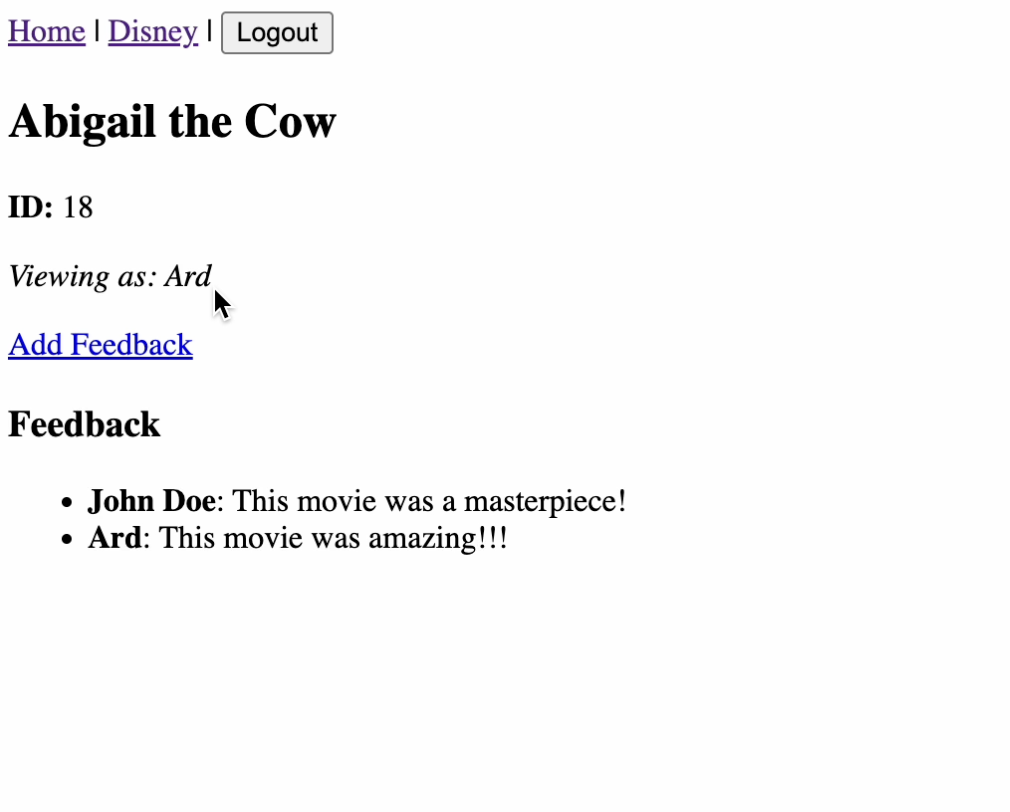 Home | Disney | Logout
Abigail the Cow
ID: 18
Viewing as: Ard
Add Feedback
Feedback
• John Doe: This movie was a masterpiece!
• Ard: This movie was amazing!!!